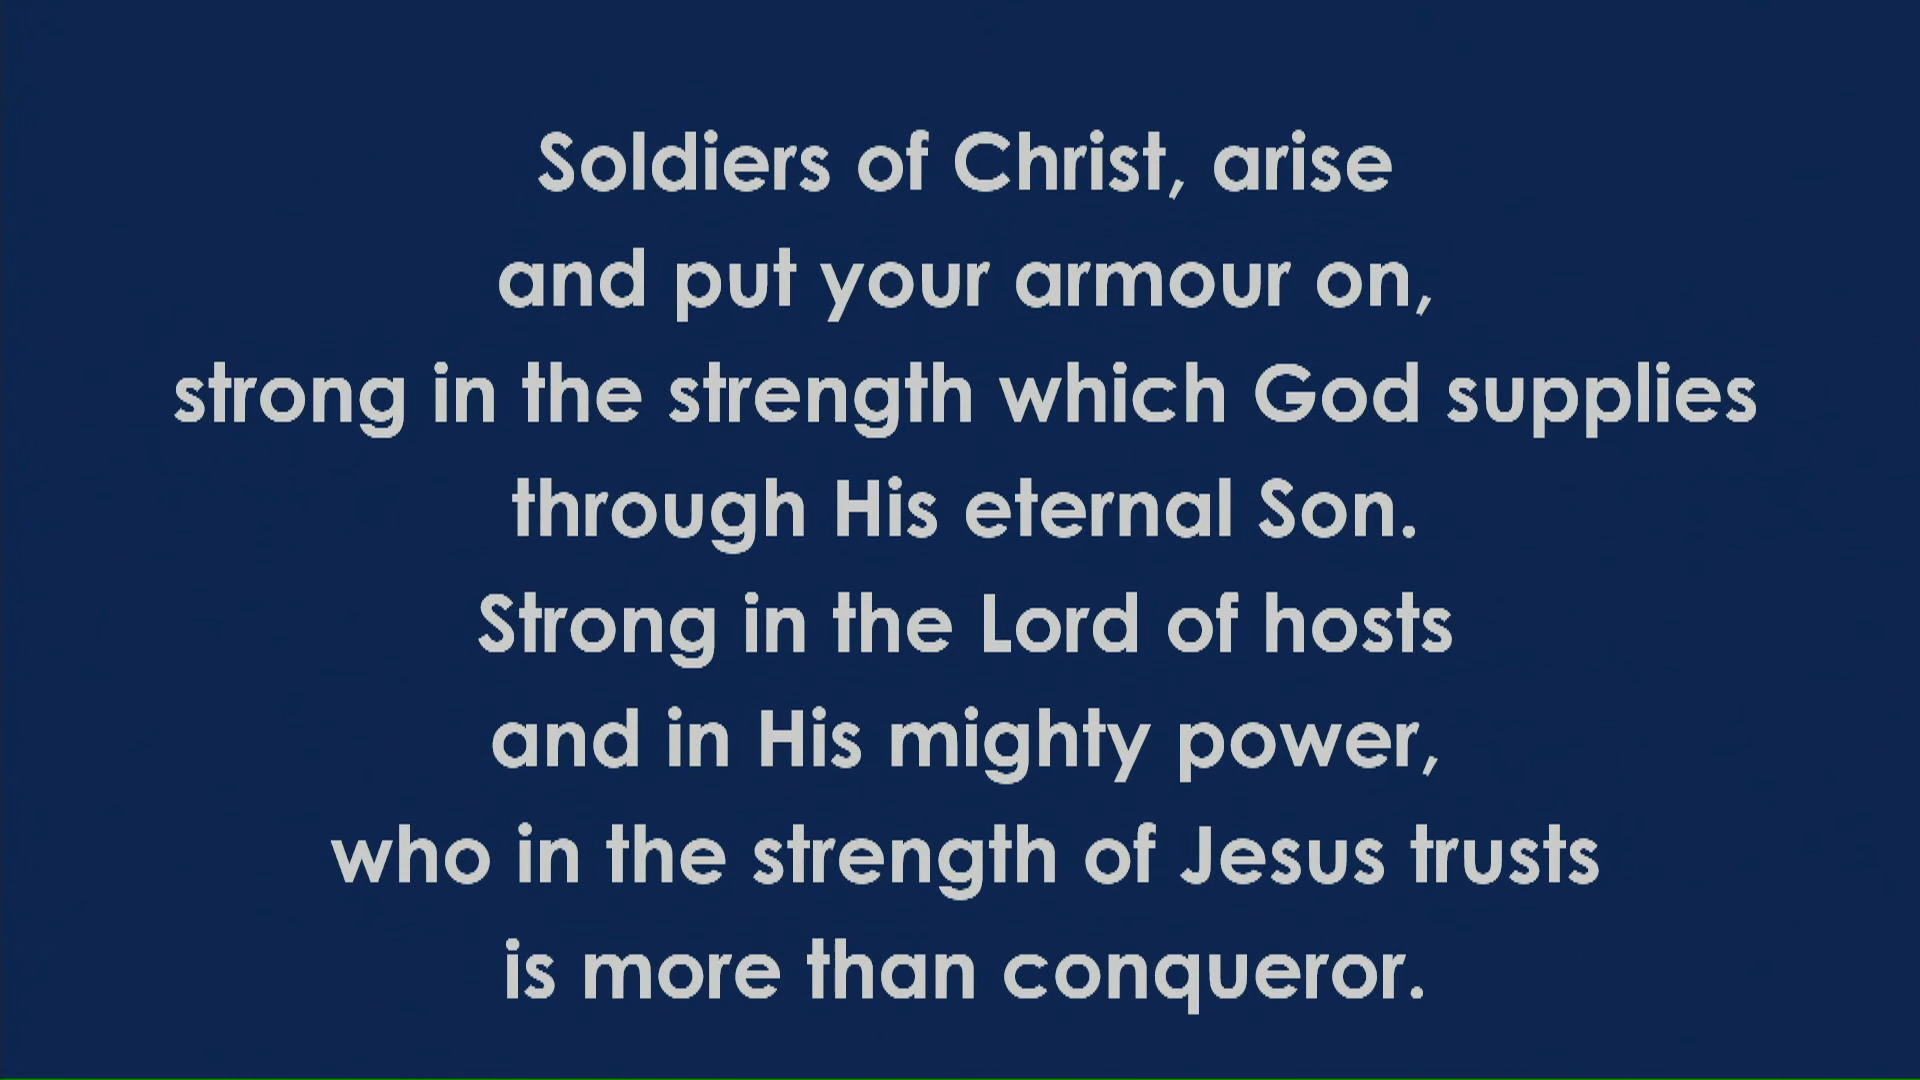 Soldiers of Christ, arise
and put your armour on,
strong in the strength which God supplies
through His eternal Son.
Strong in the Lord of hosts
and in His mighty power,
who in the strength of Jesus trusts
is more than conqueror.